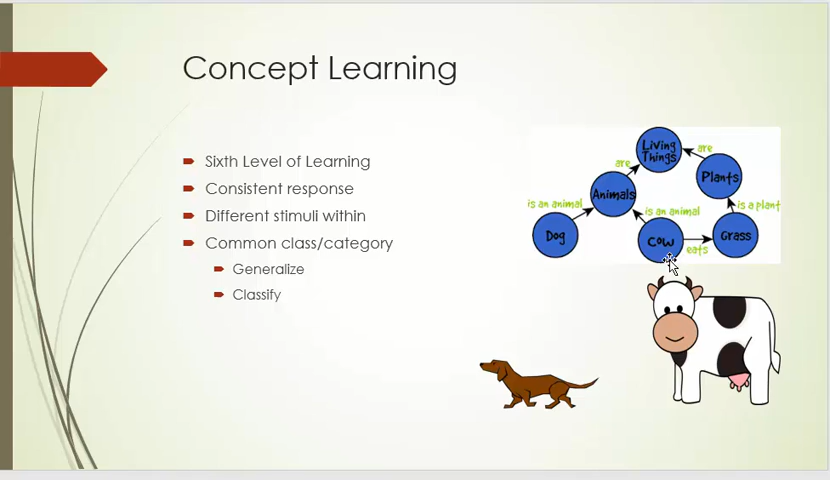 Concept Learning
Sixth Level of Learning
Consistent response
Different stimuli within
Common class/category
Generalize
Classify
Living
Things
are
are
Plants
Animals
is an animal
is an animal
is a plant
Dog
Cow
eats
Grass